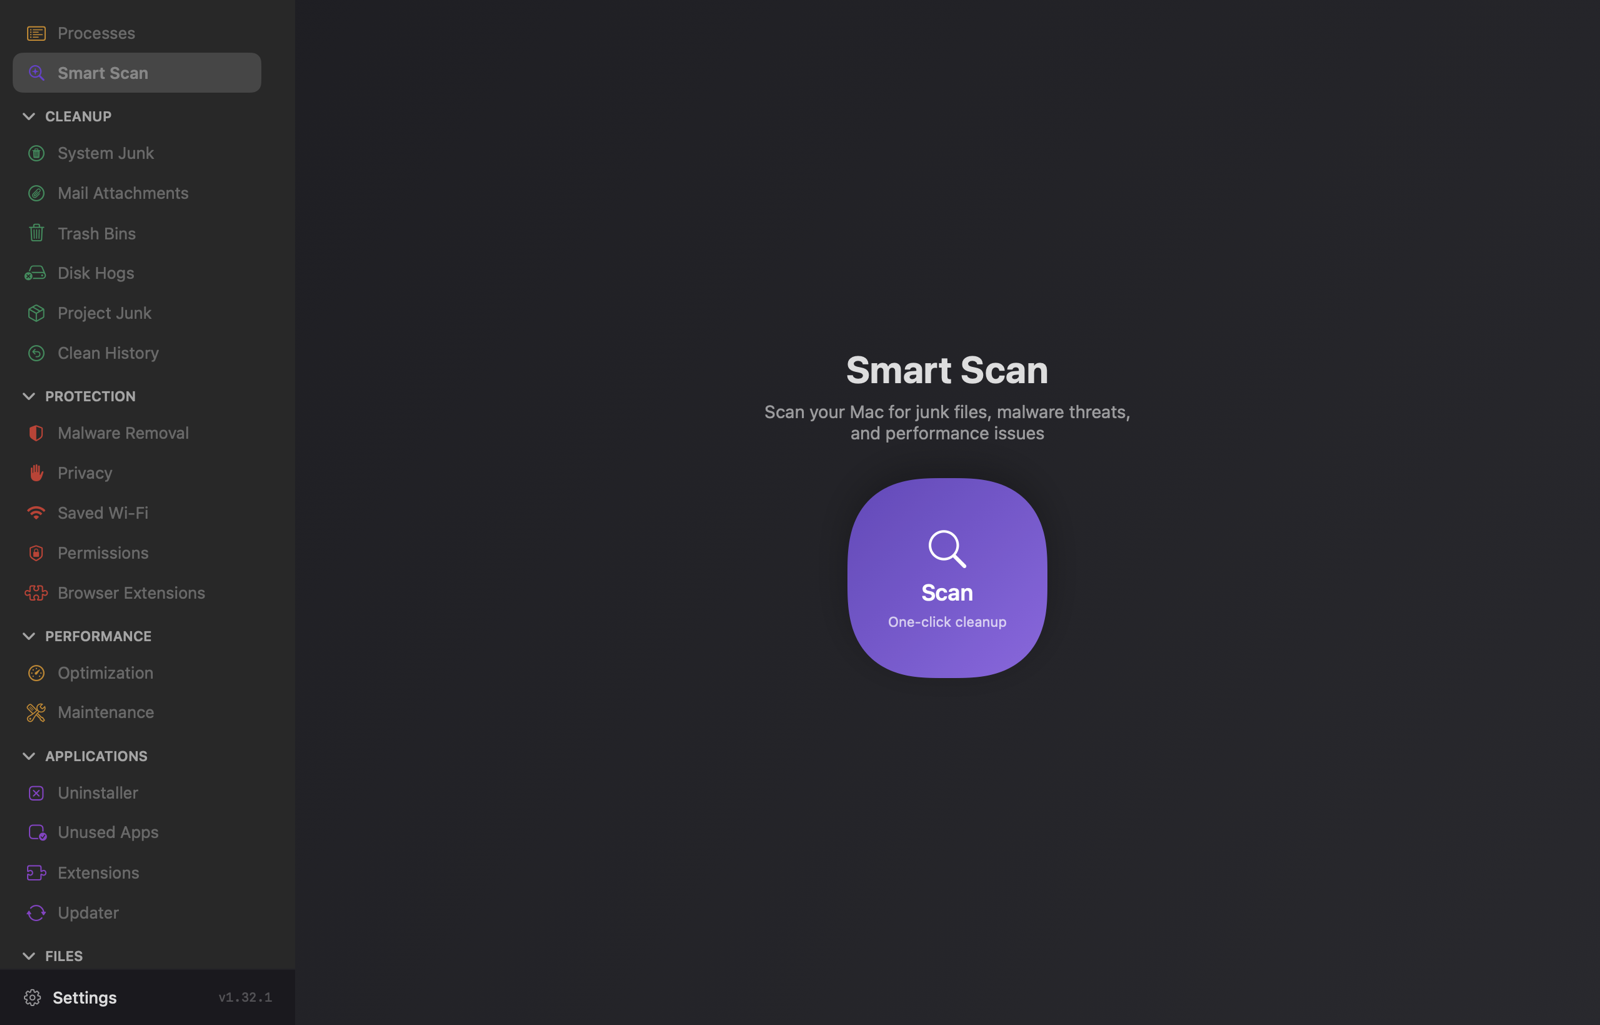 Processes
Smart Scan
CLEANUP
System Junk
Mail Attachments
Trash Bins
Disk Hogs
Project Junk
Clean History
PROTECTION
Malware Removal
Privacy
Saved Wi-Fi
Permissions
Browser Extensions
PERFORMANCE
Optimization
Maintenance
APPLICATIONS
Uninstaller
Unused Apps
Extensions
Updater
FILES
Settings v1.32.1
Smart Scan
Scan your Mac for junk files, malware threats,
and performance issues
Scan
One-click cleanup